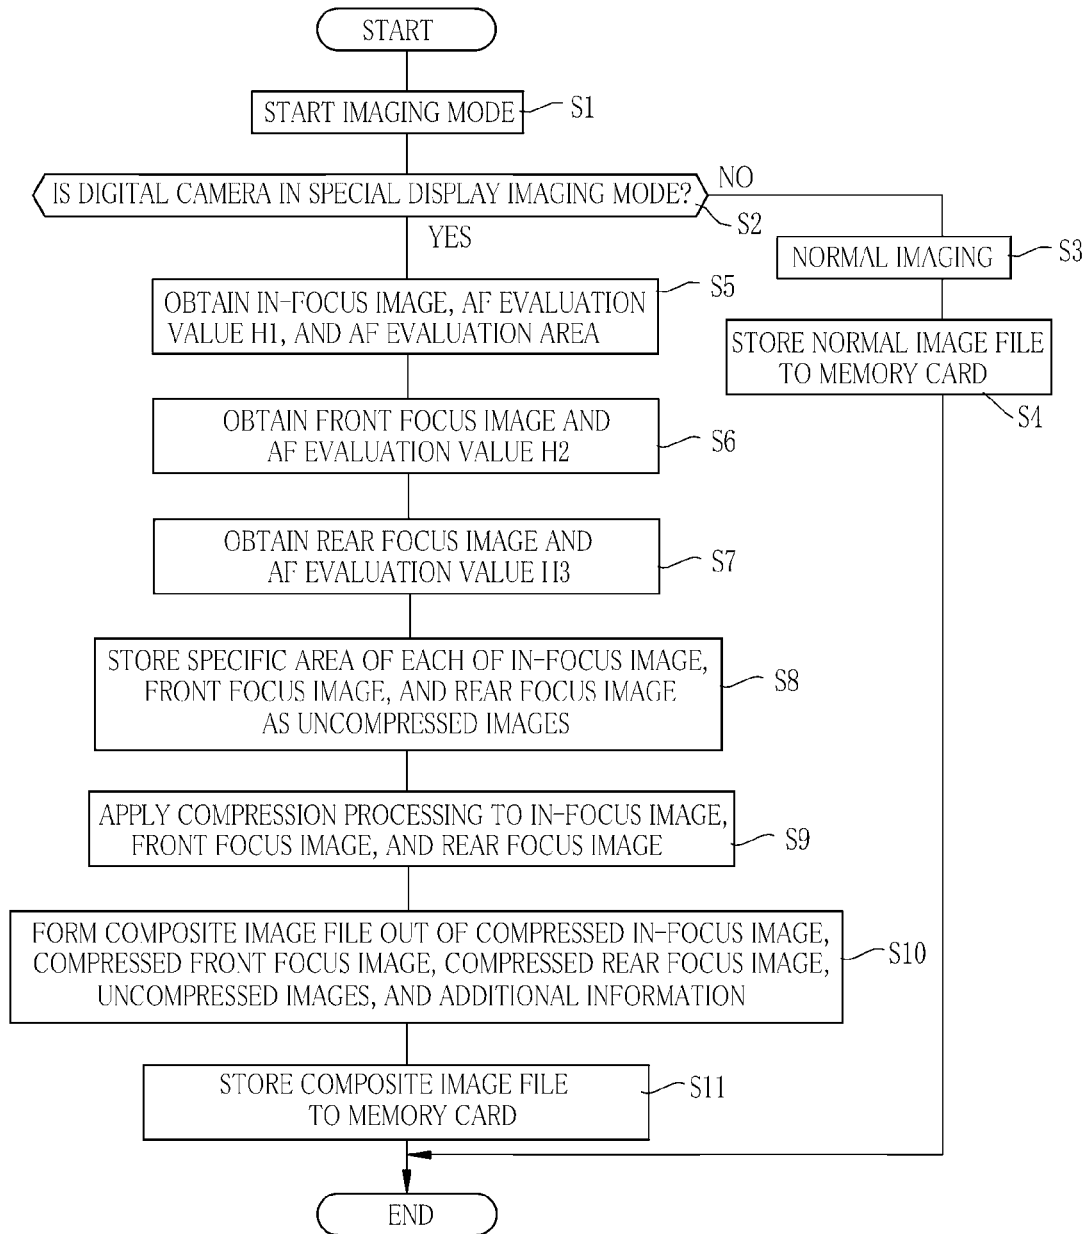 START
START IMAGING MODE
S1
IS DIGITAL CAMERA IN SPECIAL DISPLAY IMAGING MODE?
NO
S2
YES
NORMAL IMAGING
S3
OBTAIN IN-FOCUS IMAGE, AF EVALUATION
VALUE H1, AND AF EVALUATION AREA
S5
STORE NORMAL IMAGE FILE
TO MEMORY CARD
S4
OBTAIN FRONT FOCUS IMAGE AND
AF EVALUATION VALUE H2
S6
OBTAIN REAR FOCUS IMAGE AND
AF EVALUATION VALUE H3
S7
STORE SPECIFIC AREA OF EACH OF IN-FOCUS IMAGE,
FRONT FOCUS IMAGE, AND REAR FOCUS IMAGE
AS UNCOMPRESSED IMAGES
S8
APPLY COMPRESSION PROCESSING TO IN-FOCUS IMAGE,
FRONT FOCUS IMAGE, AND REAR FOCUS IMAGE
S9
FORM COMPOSITE IMAGE FILE OUT OF COMPRESSED IN-FOCUS IMAGE,
COMPRESSED FRONT FOCUS IMAGE, COMPRESSED REAR FOCUS IMAGE,
UNCOMPRESSED IMAGES, AND ADDITIONAL INFORMATION
S10
STORE COMPOSITE IMAGE FILE
TO MEMORY CARD
S11
END